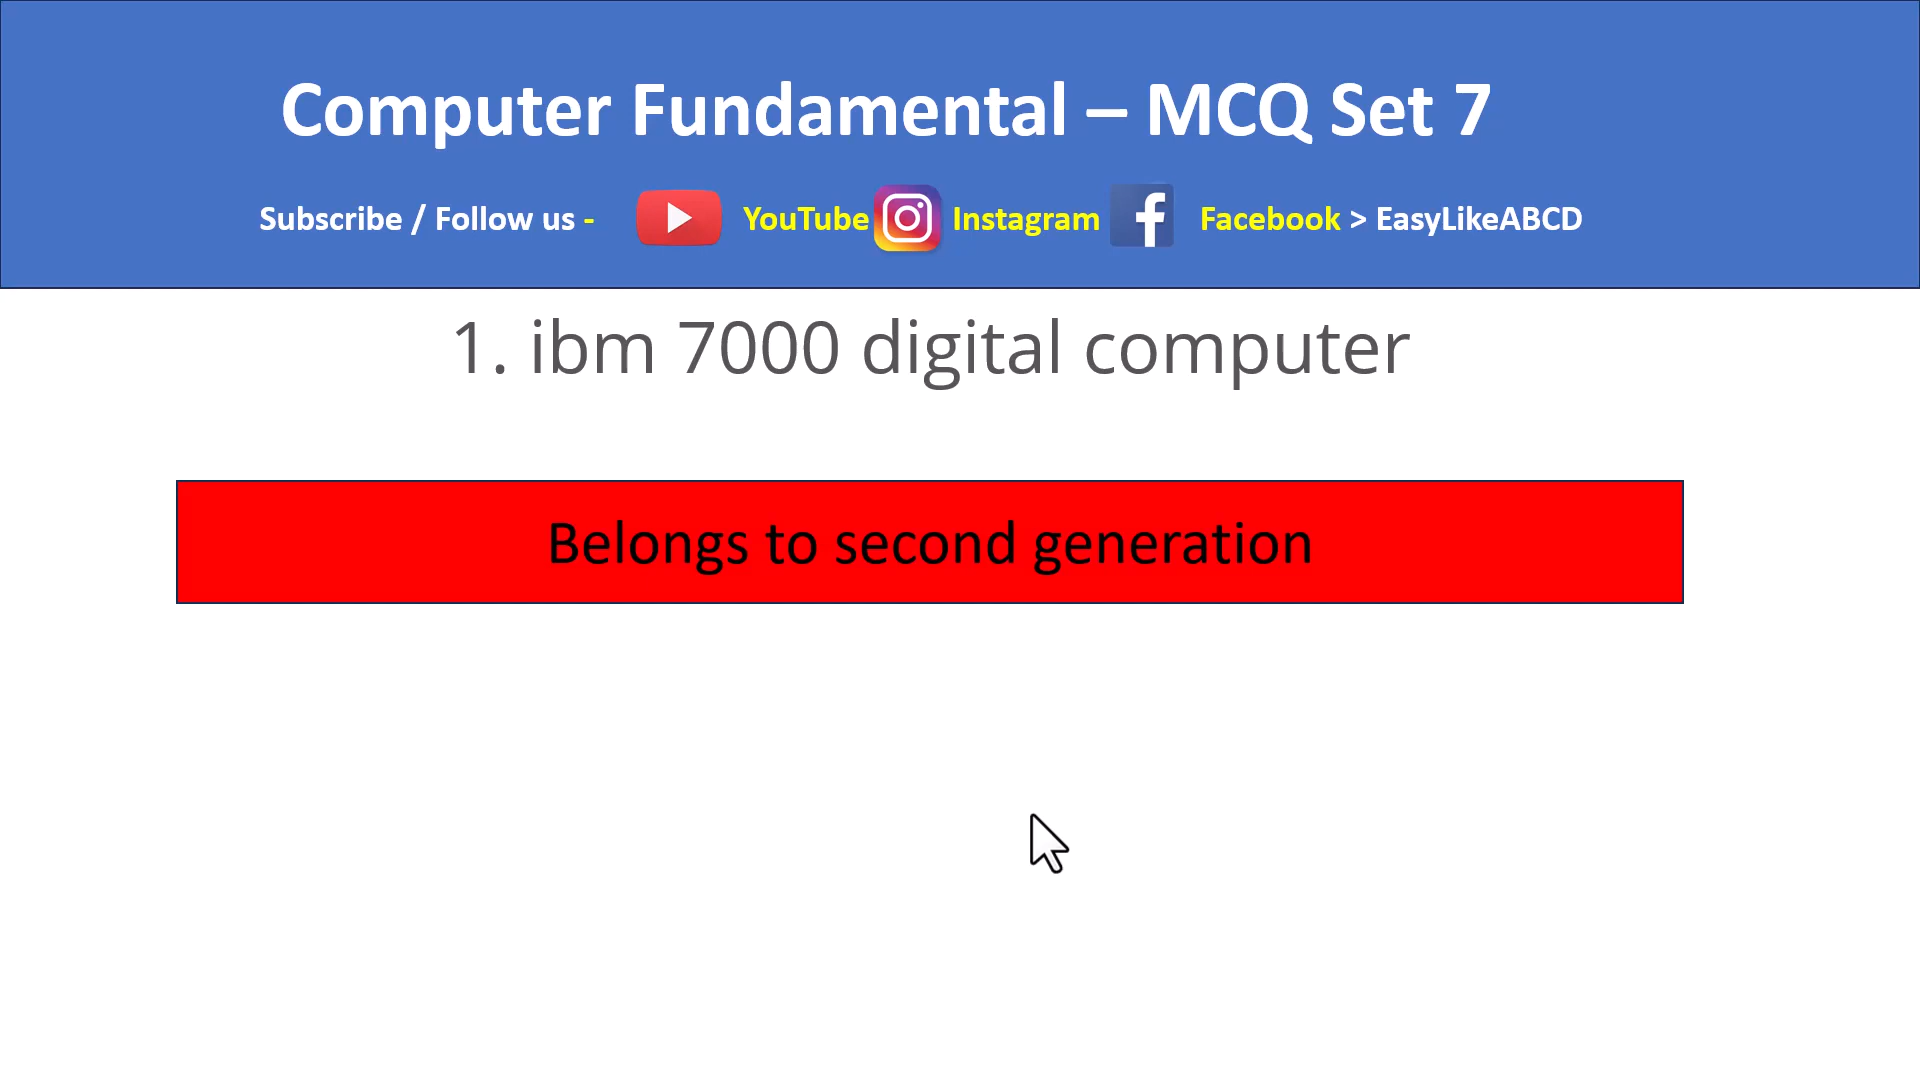 Computer Fundamental – MCQ Set 7
Subscribe / Follow us - YouTube Instagram Facebook > EasyLikeABCD
1. ibm 7000 digital computer
Belongs to second generation